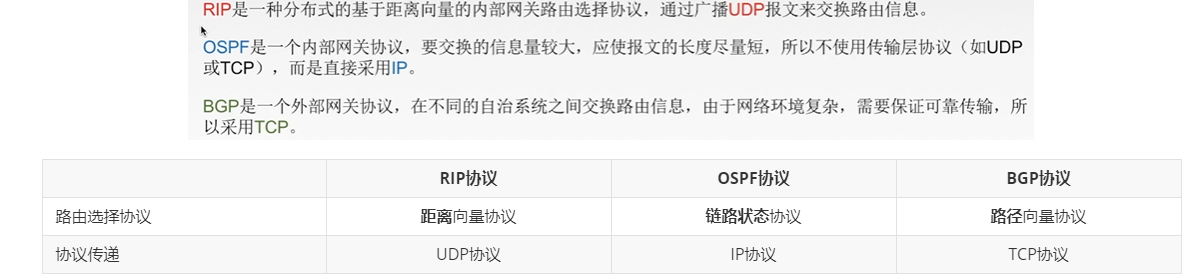 RIP是一种分布式的基于距离向量的内部网关路由选择协议，通过广播UDP报文来交换路由信息。
OSPF是一个内部网关协议，要交换的信息量较大，应使报文的长度尽量短，所以不使用传输层协议（如UDP
或TCP），而是直接采用IP。
BGP是一个外部网关协议，在不同的自治系统之间交换路由信息，由于网络环境复杂，需要保证可靠传输，所
以采用TCP。
RIP协议 OSPF协议 BGP协议
路由选择协议 距离向量协议 链路状态协议 路径向量协议
协议传递 UDP协议 IP协议 TCP协议